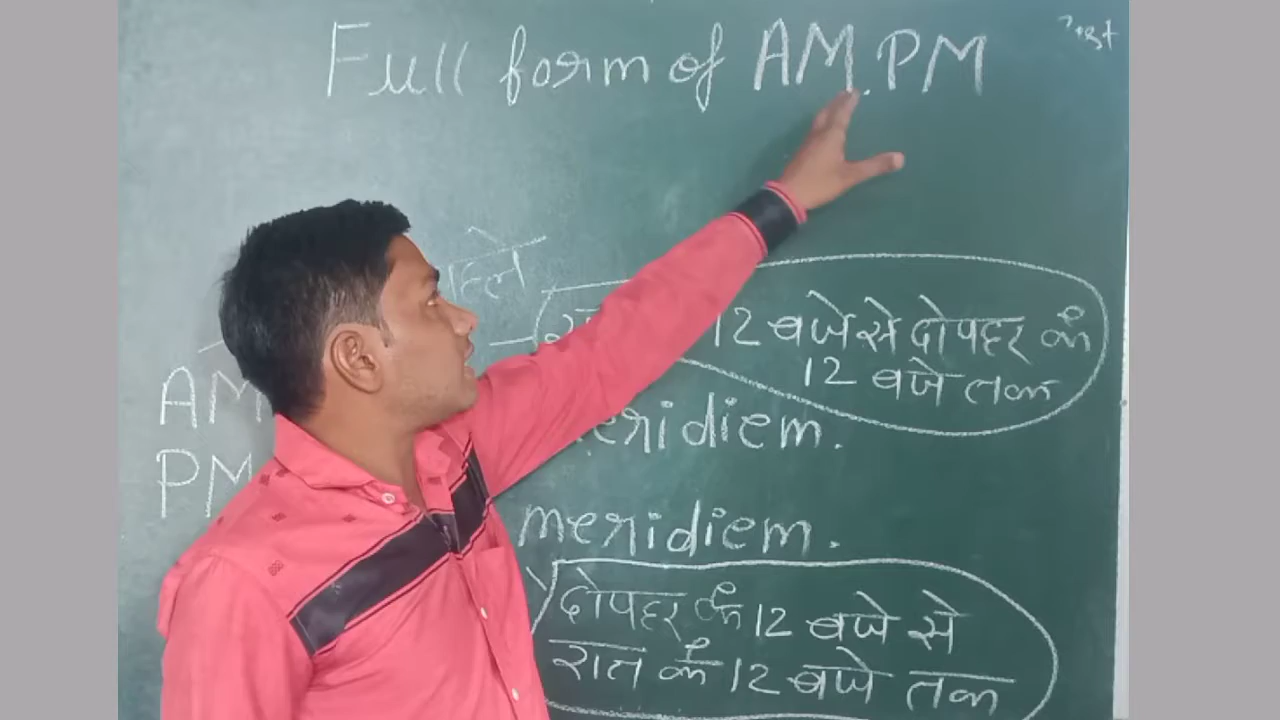 Full form of AM.PM
12 बजे से दोपहर के
12 बजे तक
AM
meridiem.
PM
meridiem.
दोपहर के 12 बजे से
रात के 12 बजे तक